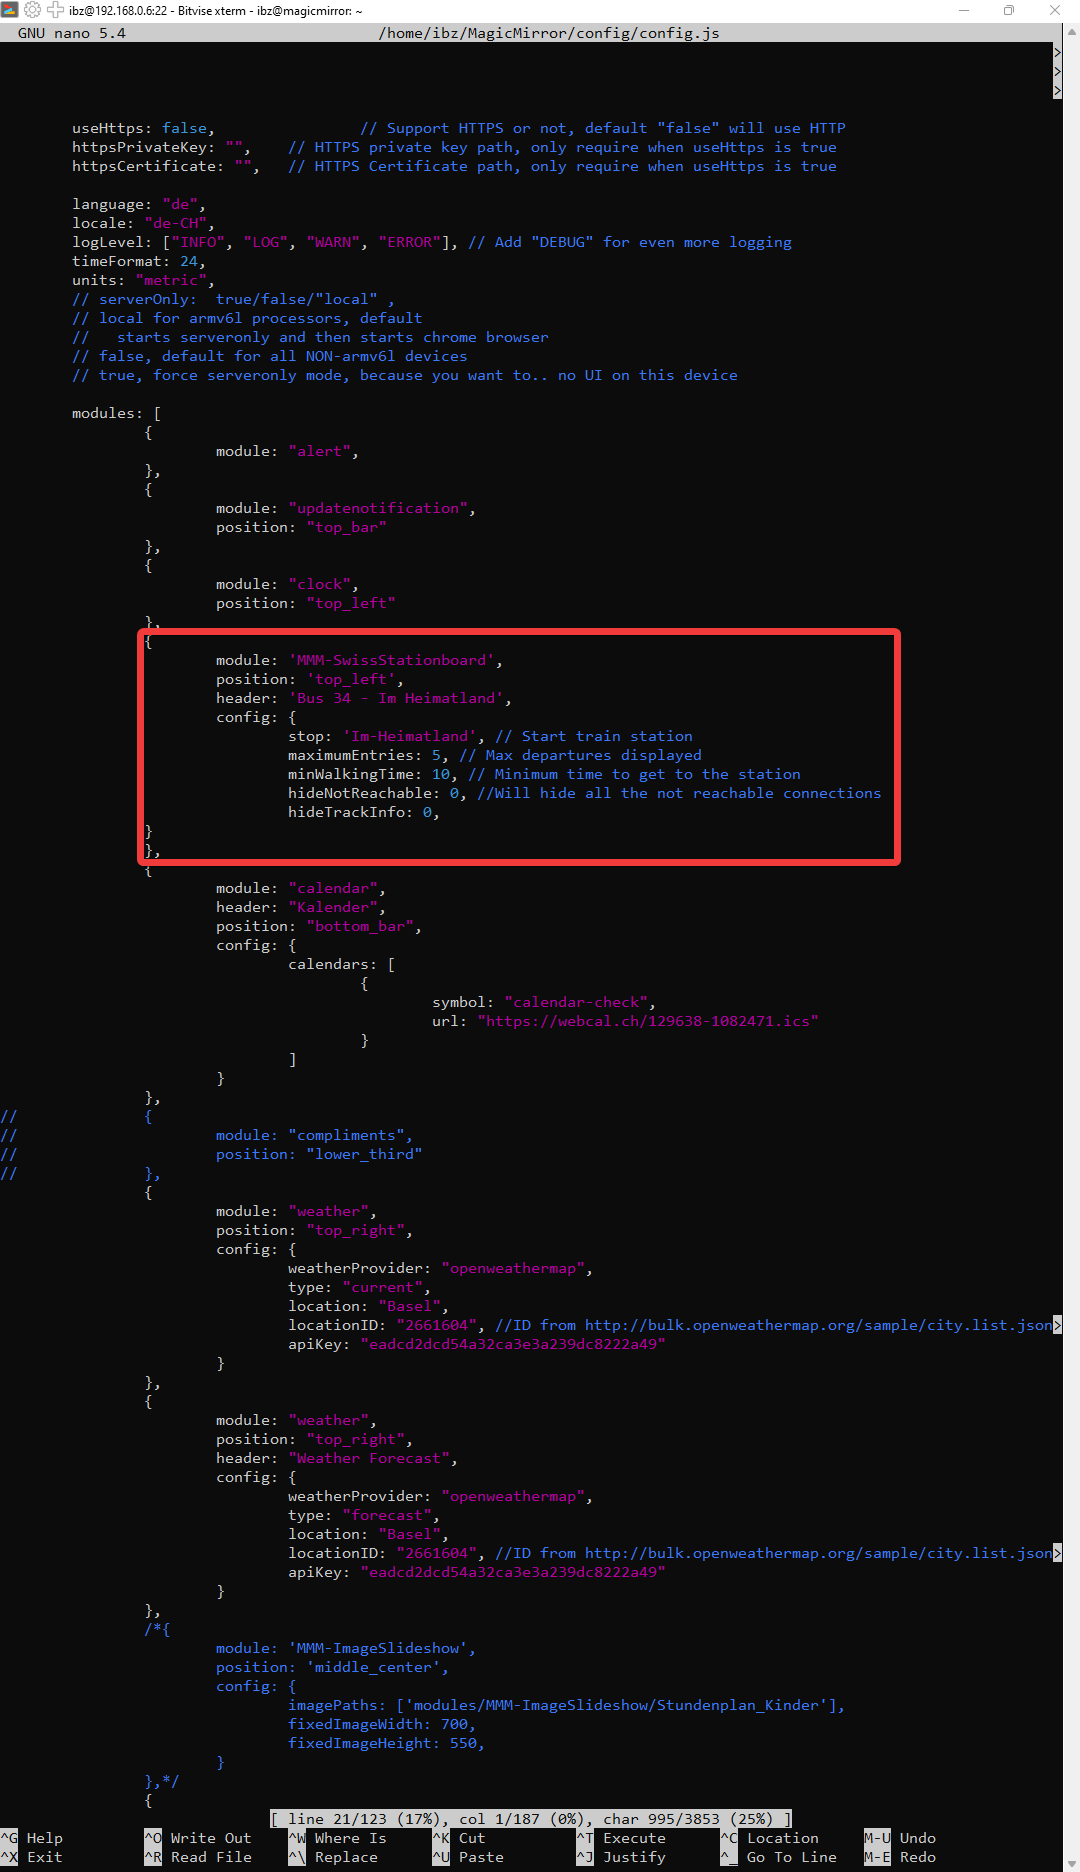 ibz@192.168.0.6:22 - Bitvise xterm - ibz@magicmirror: ~
GNU nano 5.4 /home/ibz/MagicMirror/config/config.js
>
>
>
useHttps: false, // Support HTTPS or not, default "false" will use HTTP
httpsPrivateKey: "", // HTTPS private key path, only require when useHttps is true
httpsCertificate: "", // HTTPS Certificate path, only require when useHttps is true
language: "de",
locale: "de-CH",
logLevel: ["INFO", "LOG", "WARN", "ERROR"], // Add "DEBUG" for even more logging
timeFormat: 24,
units: "metric",
// serverOnly:  true/false/"local" ,
// local for armv6l processors, default
//   starts serveronly and then starts chrome browser
// false, default for all NON-armv6l devices
// true, force serveronly mode, because you want to.. no UI on this device
modules: [
{
module: "alert",
},
{
module: "updatenotification",
position: "top_bar"
},
{
module: "clock",
position: "top_left"
},
{
module: 'MMM-SwissStationboard',
position: 'top_left',
header: 'Bus 34 - Im Heimatland',
config: {
stop: 'Im-Heimatland', // Start train station
maximumEntries: 5, // Max departures displayed
minWalkingTime: 10, // Minimum time to get to the station
hideNotReachable: 0, //Will hide all the not reachable connections
hideTrackInfo: 0,
}
},
{
module: "calendar",
header: "Kalender",
position: "bottom_bar",
config: {
calendars: [
{
symbol: "calendar-check",
url: "https://webcal.ch/129638-1082471.ics"
}
]
}
},
// {
// module: "compliments",
// position: "lower_third"
// },
{
module: "weather",
position: "top_right",
config: {
weatherProvider: "openweathermap",
type: "current",
location: "Basel",
locationID: "2661604", //ID from http://bulk.openweathermap.org/sample/city.list.json>
apiKey: "eadcd2dcd54a32ca3e3a239dc8222a49"
}
},
{
module: "weather",
position: "top_right",
header: "Weather Forecast",
config: {
weatherProvider: "openweathermap",
type: "forecast",
location: "Basel",
locationID: "2661604", //ID from http://bulk.openweathermap.org/sample/city.list.json>
apiKey: "eadcd2dcd54a32ca3e3a239dc8222a49"
}
},
/*{
module: 'MMM-ImageSlideshow',
position: 'middle_center',
config: {
imagePaths: ['modules/MMM-ImageSlideshow/Stundenplan_Kinder'],
fixedImageWidth: 700,
fixedImageHeight: 550,
}
},*/
{
[ line 21/123 (17%), col 1/187 (0%), char 995/3853 (25%) ]
^G Help ^O Write Out ^W Where Is ^K Cut ^T Execute ^C Location M-U Undo
^X Exit ^R Read File ^\ Replace ^U Paste ^J Justify ^_ Go To Line M-E Redo